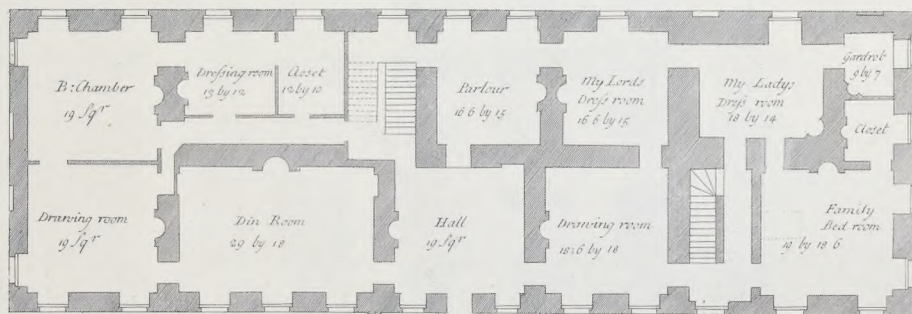 B: Chamber
19 Sqr
Dressing room
13 by 12
Closet
12 by 10
Parlour
16 6 by 15
My Lords
Dress room
16 6 by 15
My Ladys
Dress room
18 by 14
Gardrob
9 by 7
Closet
Drawing room
19 Sqr
Din Room
29 by 18
Hall
19 Sqr
Drawing room
18:6 by 18
Family
Bed room
19 by 18 6